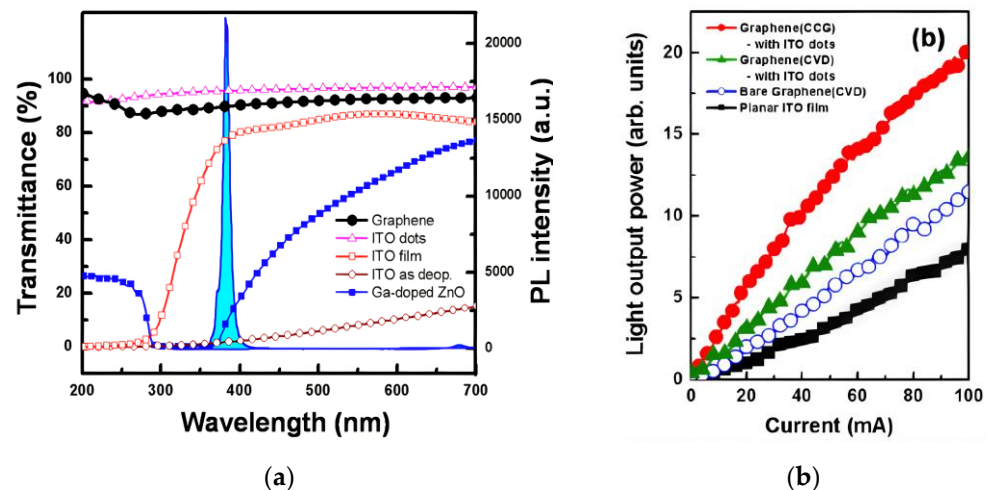 (a)
Transmittance (%)
100
80
60
40
20
0
20000
15000
10000
5000
0
PL intensity (a.u.)
Graphene
ITO dots
ITO film
ITO as deop.
Ga-doped ZnO
200 300 400 500 600 700
Wavelength (nm)
(a)
Graphene(CCG)
- with ITO dots
Graphene(CVD)
- with ITO dots
Bare Graphene(CVD)
Planar ITO film
(b)
Light output power (arb. units)
20
15
10
5
0
0 20 40 60 80 100
Current (mA)
(b)